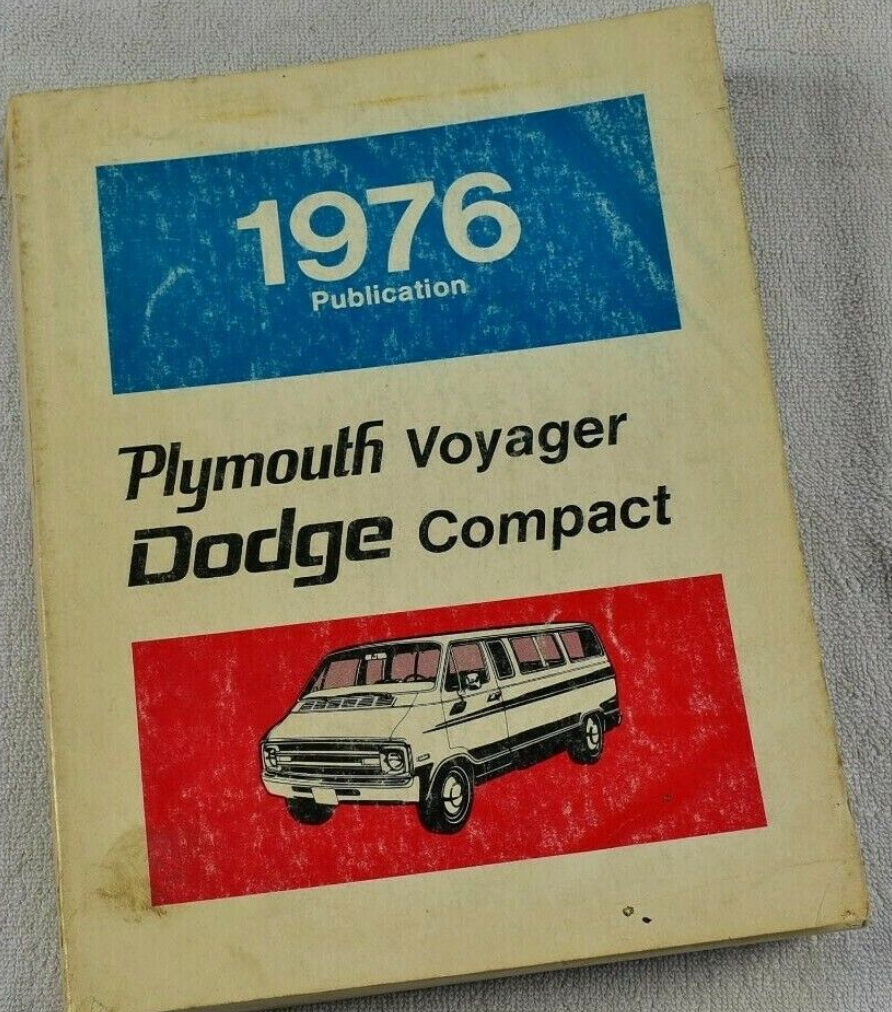 1976
Publication
Plymouth Voyager
Dodge Compact